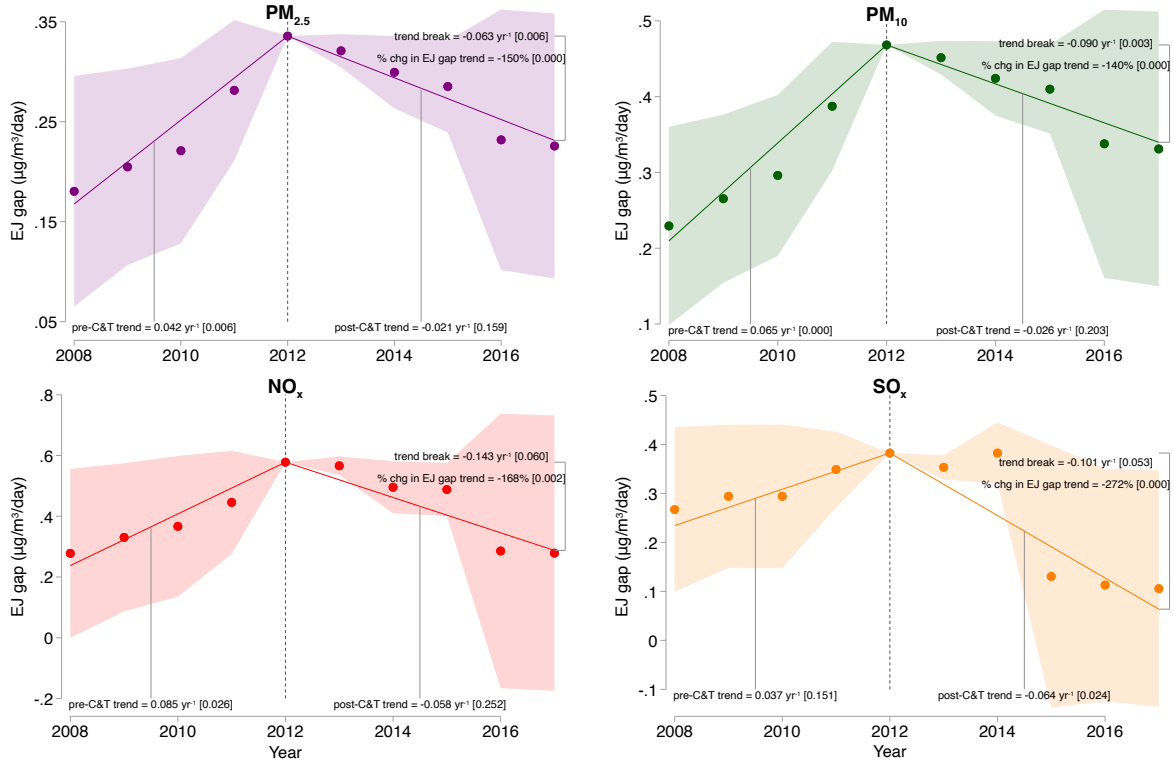 PM2.5
EJ gap (µg/m³/day)
.35
.25
.15
.05
trend break = -0.063 yr⁻¹ [0.006]
% chg in EJ gap trend = -150% [0.000]
pre-C&T trend = 0.042 yr⁻¹ [0.006]
post-C&T trend = -0.021 yr⁻¹ [0.159]
2008 2010 2012 2014 2016
PM10
EJ gap (µg/m³/day)
.5
.4
.3
.2
.1
trend break = -0.090 yr⁻¹ [0.003]
% chg in EJ gap trend = -140% [0.000]
pre-C&T trend = 0.065 yr⁻¹ [0.000]
post-C&T trend = -0.026 yr⁻¹ [0.203]
2008 2010 2012 2014 2016
NOx
EJ gap (µg/m³/day)
.8
.6
.4
.2
0
-.2
trend break = -0.143 yr⁻¹ [0.060]
% chg in EJ gap trend = -168% [0.002]
pre-C&T trend = 0.085 yr⁻¹ [0.026]
post-C&T trend = -0.058 yr⁻¹ [0.252]
2008 2010 2012 2014 2016
Year
SOx
EJ gap (µg/m³/day)
.5
.4
.3
.2
.1
0
-.1
trend break = -0.101 yr⁻¹ [0.053]
% chg in EJ gap trend = -272% [0.000]
pre-C&T trend = 0.037 yr⁻¹ [0.151]
post-C&T trend = -0.064 yr⁻¹ [0.024]
2008 2010 2012 2014 2016
Year